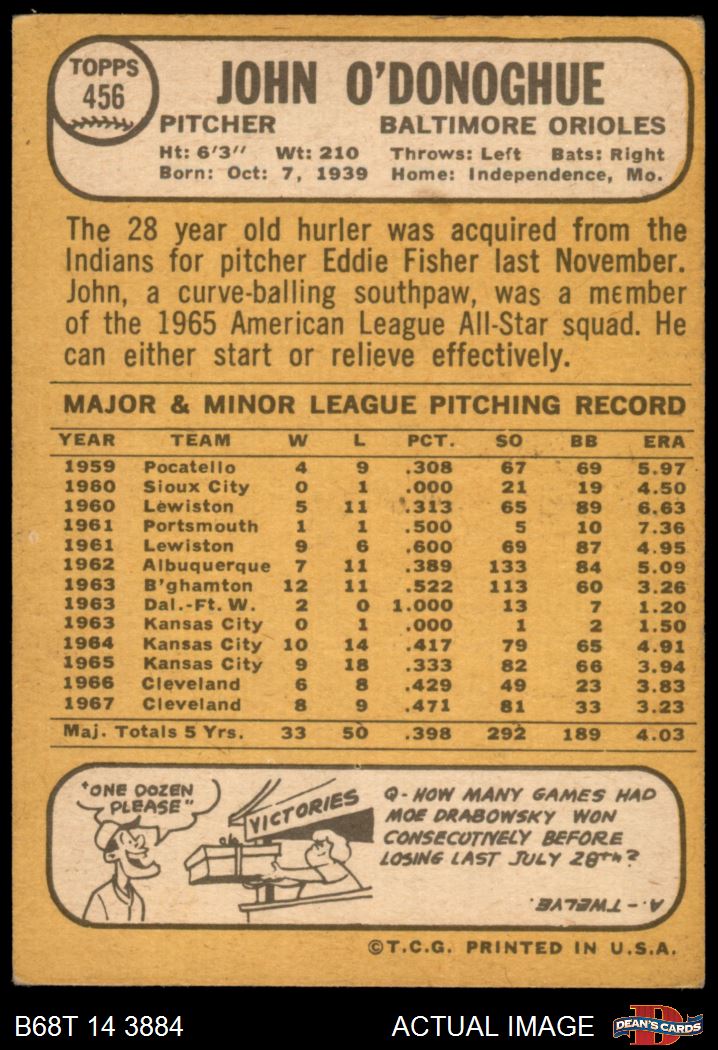 TOPPS
456
JOHN O'DONOGHUE
PITCHER BALTIMORE ORIOLES
Ht: 6'3" Wt: 210 Throws: Left Bats: Right
Born: Oct: 7, 1939 Home: Independence, Mo.
The 28 year old hurler was acquired from the
Indians for pitcher Eddie Fisher last November.
John, a curve-balling southpaw, was a member
of the 1965 American League All-Star squad. He
can either start or relieve effectively.
MAJOR & MINOR LEAGUE PITCHING RECORD
YEAR TEAM W L PCT. SO BB ERA
1959 Pocatello 4 9 .308 67 69 5.97
1960 Sioux City 0 1 .000 21 19 4.50
1960 Lewiston 5 11 .313 65 89 6.63
1961 Portsmouth 1 1 .500 5 10 7.36
1961 Lewiston 9 6 .600 69 87 4.95
1962 Albuquerque 7 11 .389 133 84 5.09
1963 B'ghamton 12 11 .522 113 60 3.26
1963 Dal.-Ft. W. 2 0 1.000 13 7 1.20
1963 Kansas City 0 1 .000 1 2 1.50
1964 Kansas City 10 14 .417 79 65 4.91
1965 Kansas City 9 18 .333 82 66 3.94
1966 Cleveland 6 8 .429 49 23 3.83
1967 Cleveland 8 9 .471 81 33 3.23
Maj. Totals 5 Yrs. 33 50 .398 292 189 4.03
"ONE DOZEN
PLEASE"
VICTORIES
Q-HOW MANY GAMES HAD
MOE DRABOWSKY WON
CONSECUTIVELY BEFORE
LOSING LAST JULY 28TH?
A.-TWELVE.
©T.C.G. PRINTED IN U.S.A.
B68T 14 3884 ACTUAL IMAGE
D
DEAN'S CARDS